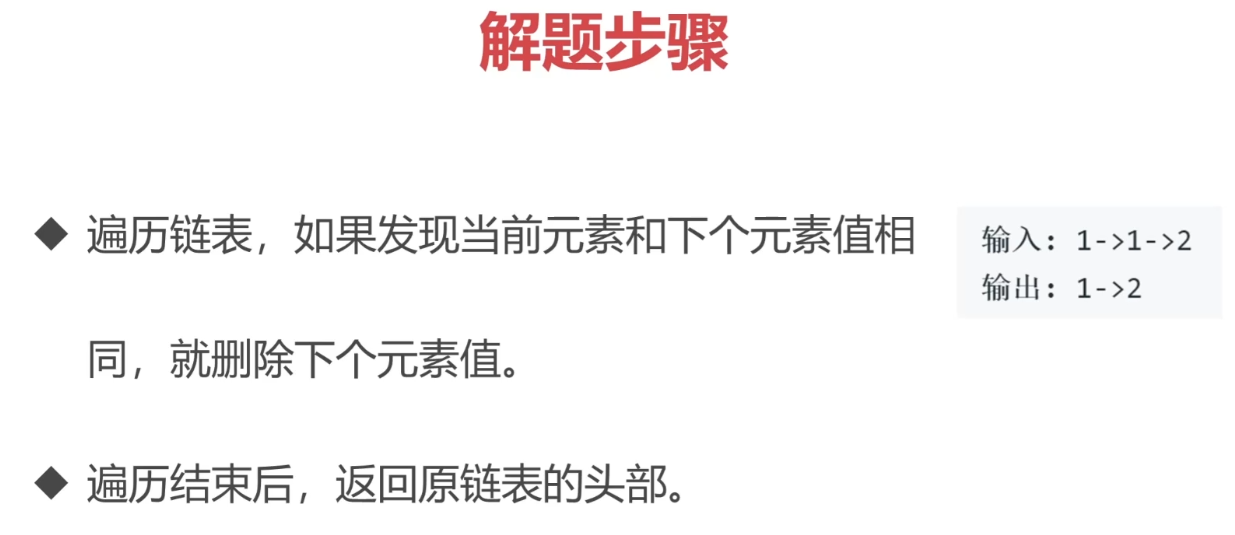 解题步骤
◆ 遍历链表，如果发现当前元素和下个元素值相
同，就删除下个元素值。
◆ 遍历结束后，返回原链表的头部。
输入: 1->1->2
输出: 1->2